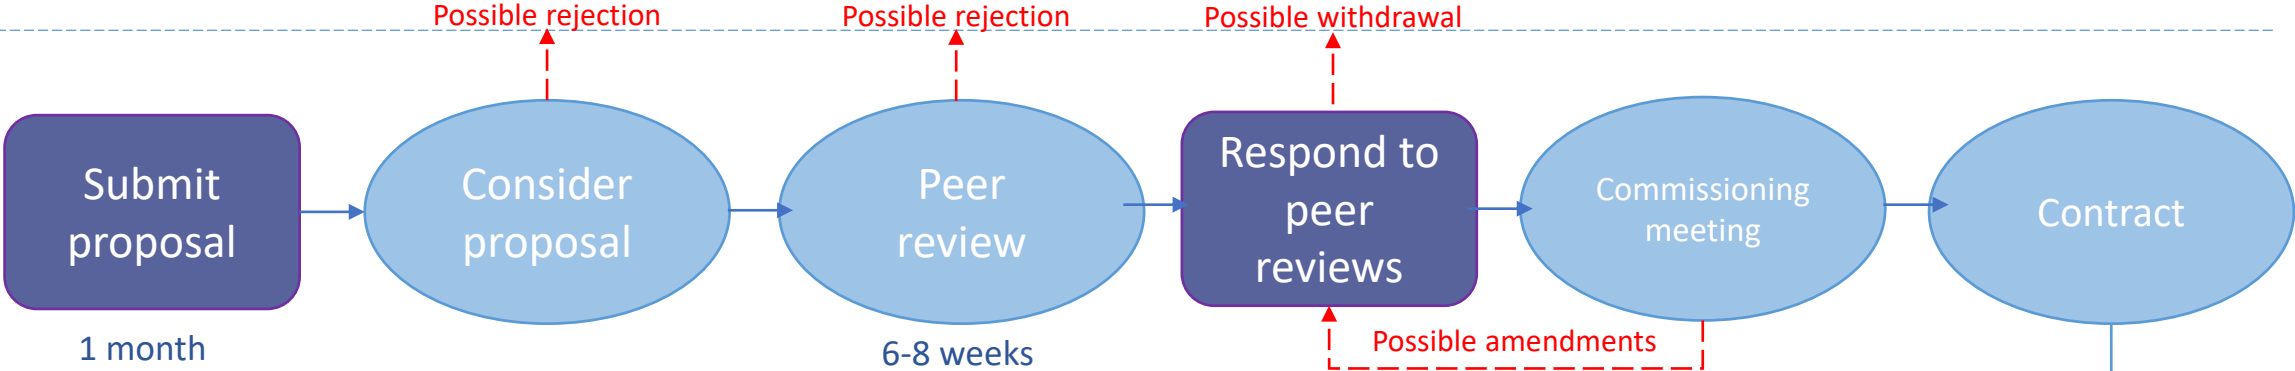 Possible rejection
Possible rejection
Possible withdrawal
Submit
proposal
Consider
proposal
Peer
review
Respond to
peer
reviews
Commissioning
meeting
Contract
1 month
6-8 weeks
Possible amendments